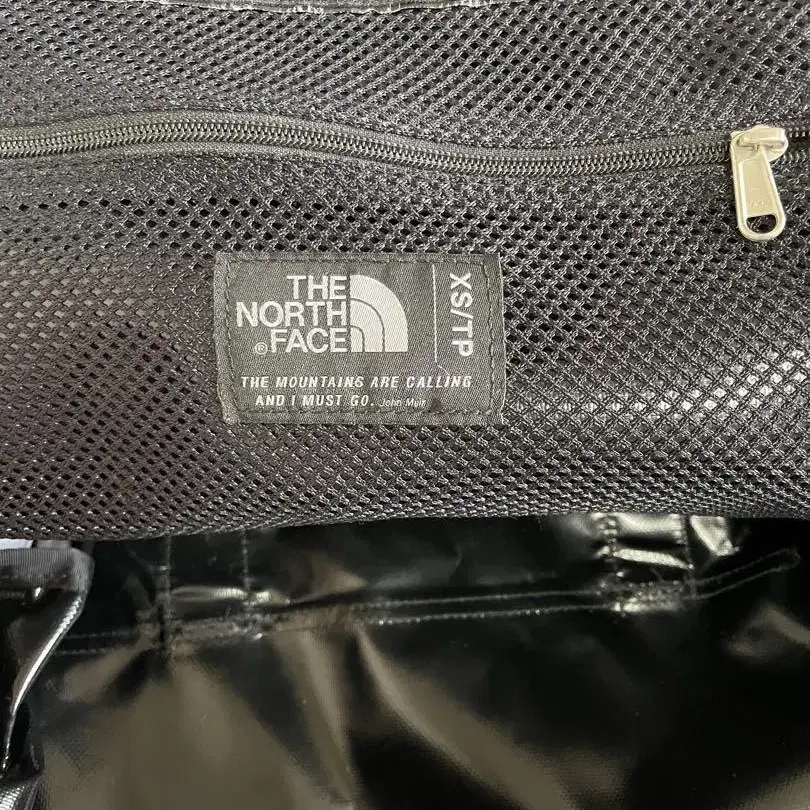 THE
NORTH
® FACE
XS/TP
THE MOUNTAINS ARE CALLING
AND I MUST GO. John Muir